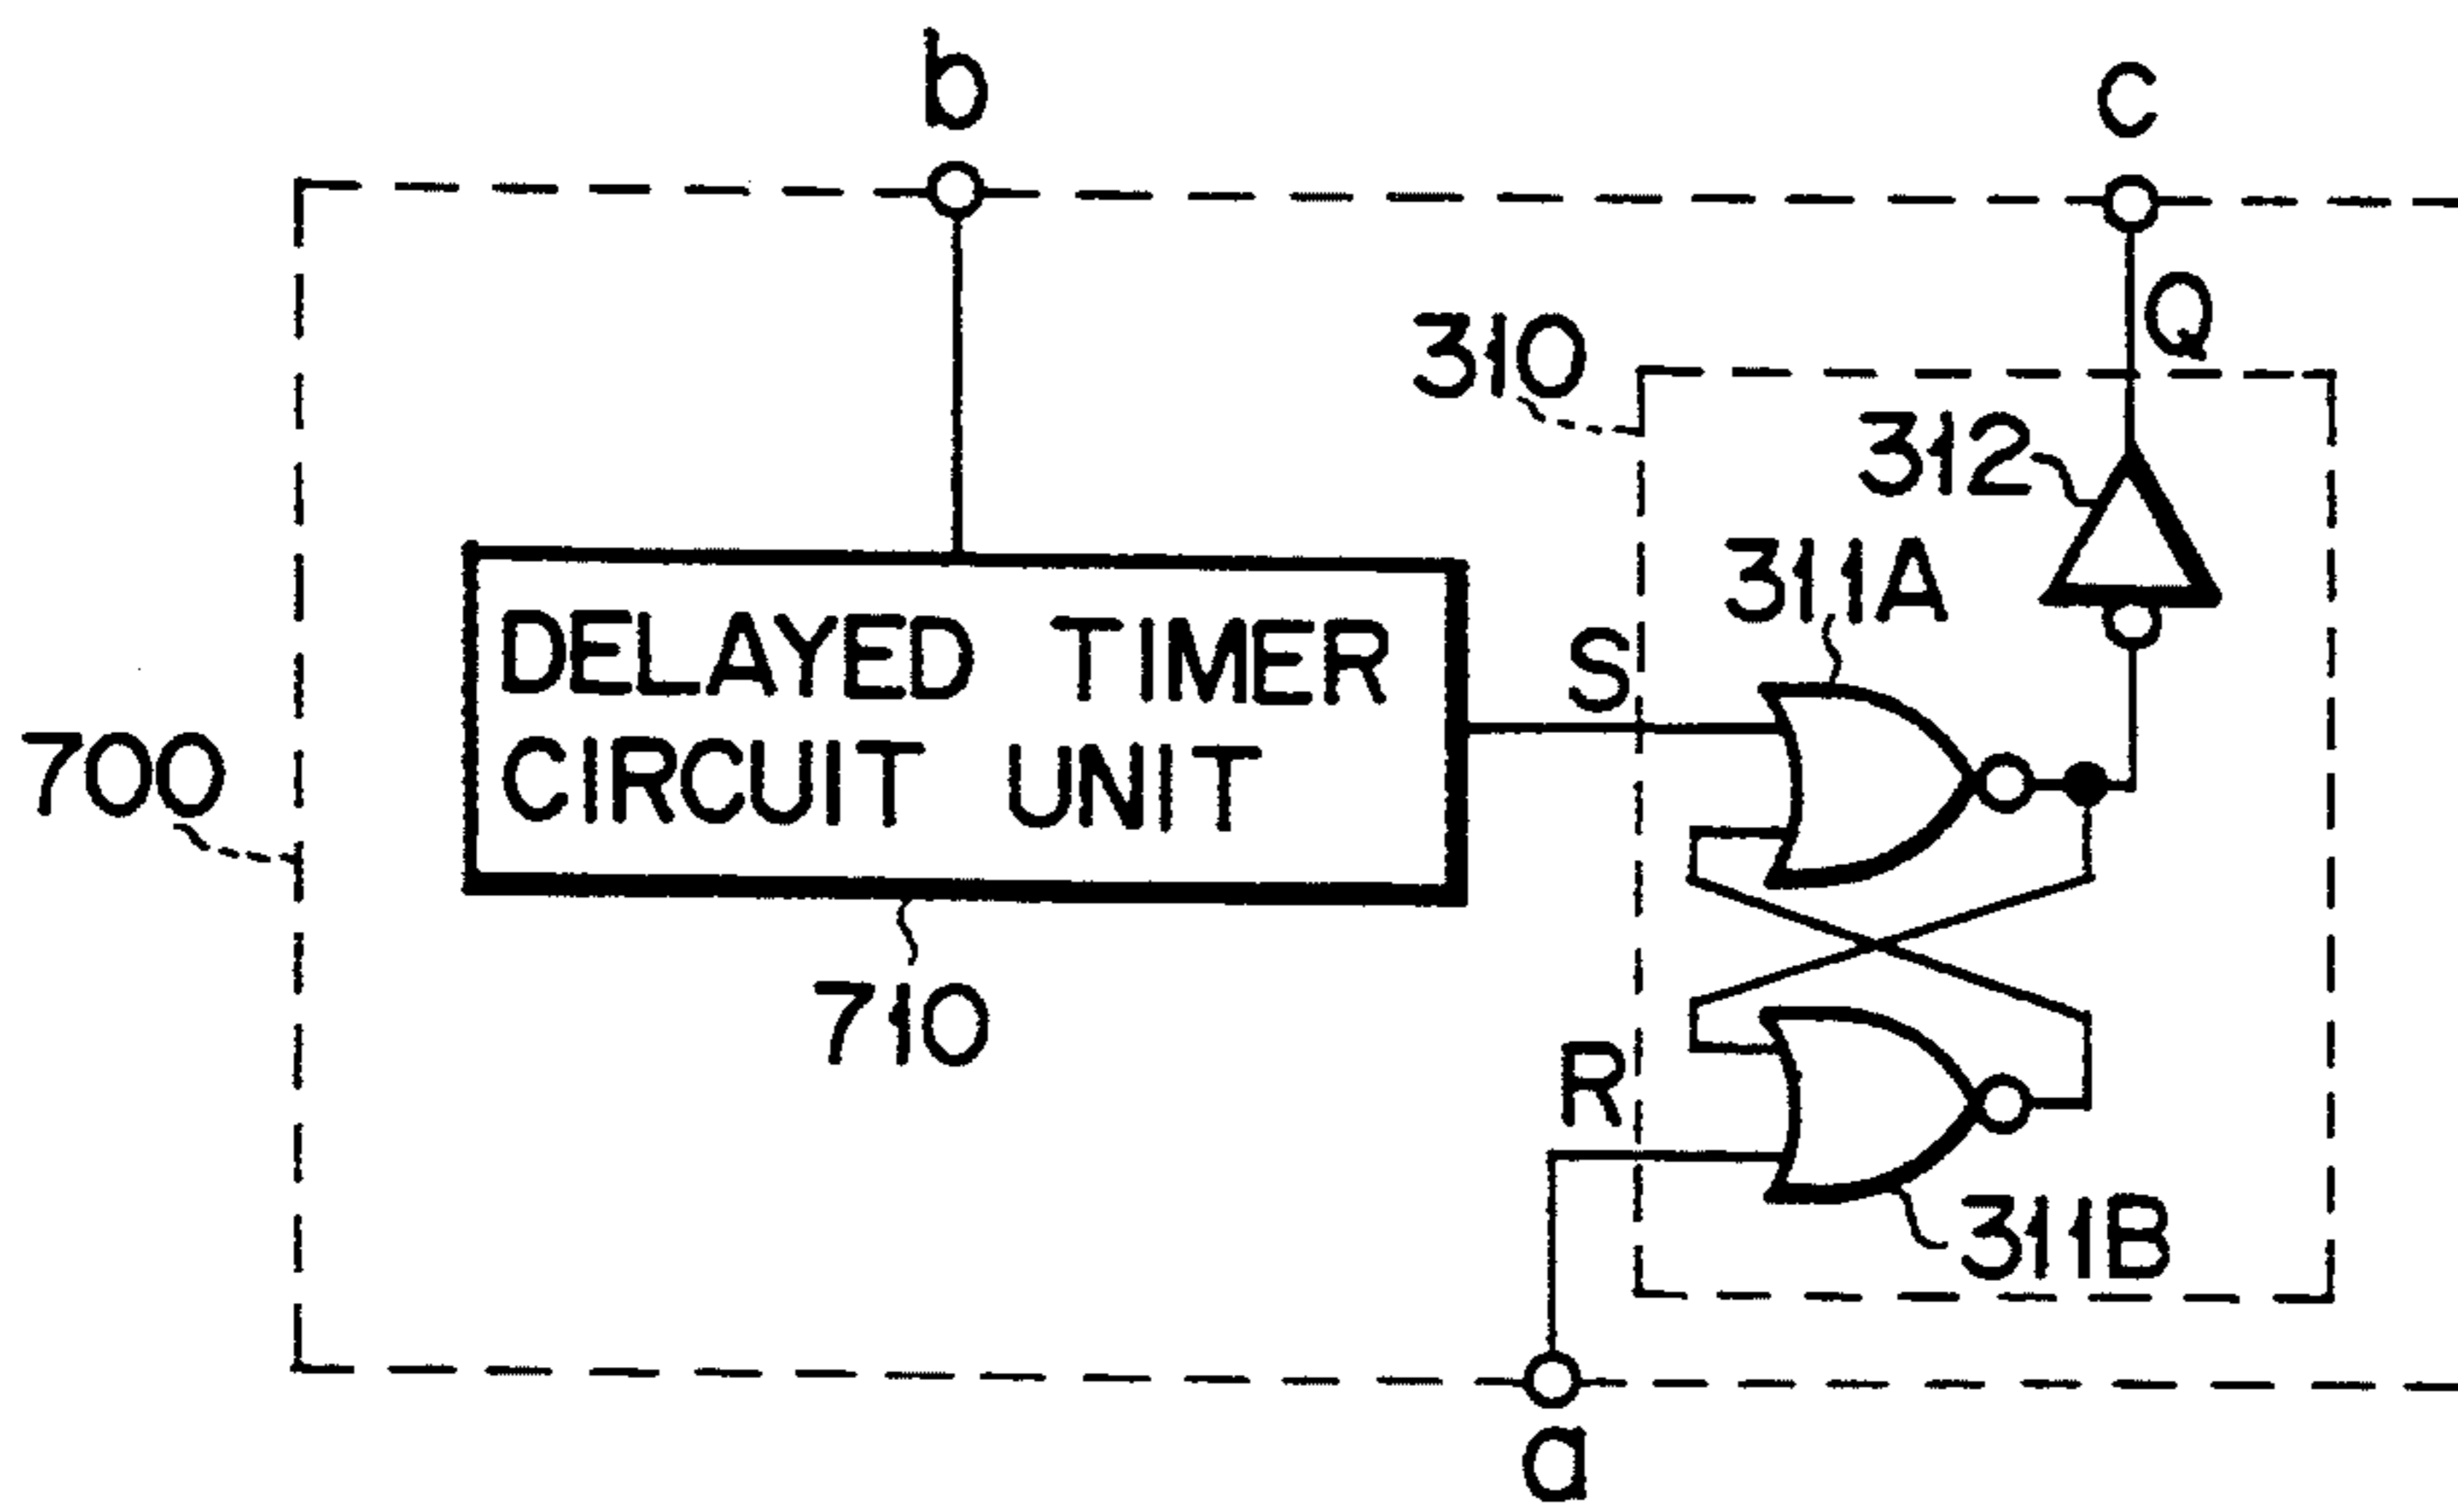 b
c
Q
310
312
311A
DELAYED TIMER
CIRCUIT UNIT
S
700
710
R
311B
a